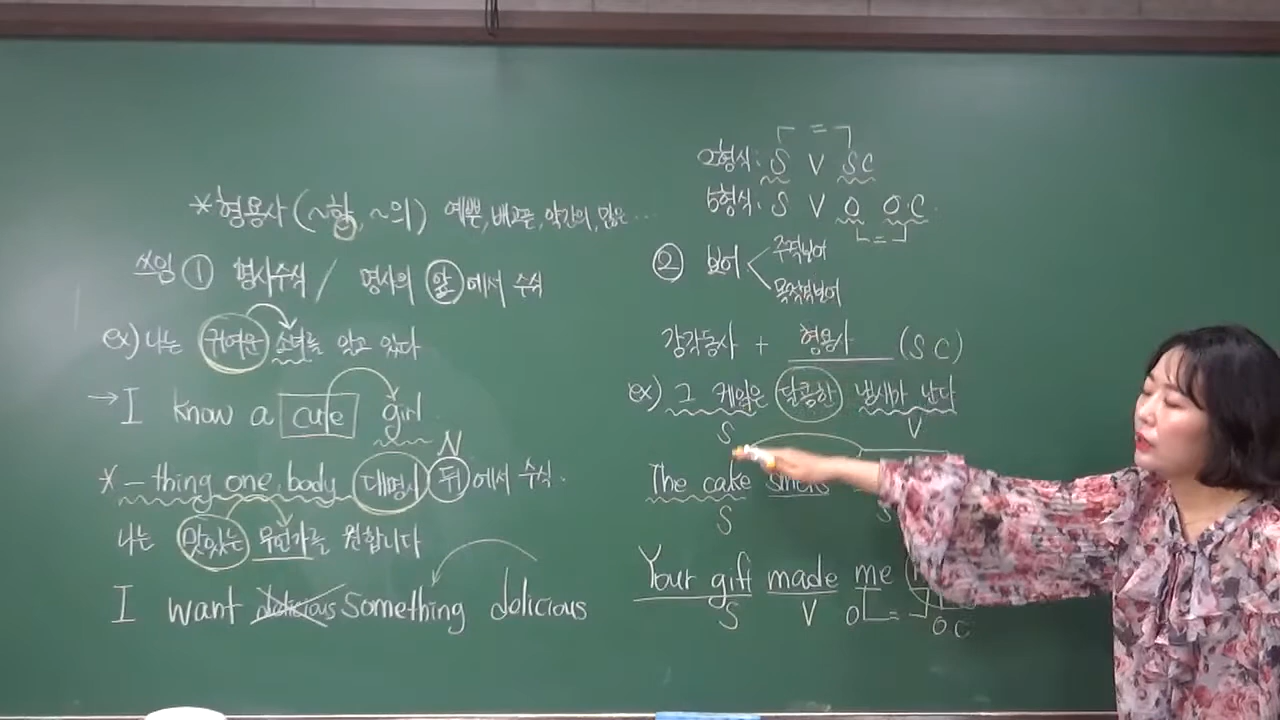 *형용사(~한, ~의) 예쁜, 배고픈, 약간의, 많은 ...
쓰임 ① 명사수식 / 명사의 앞에서 수식
ex) 나는 귀여운 소녀를 알고 있다
→ I know a cute girl
N
* -thing, one, body 대명사 뒤에서 수식.
나는 맛있는 무언가를 원합니다
I want delicious Something delicious
=
2형식: S V SC
5형식: S V O O.C
=
② 보어 < 주격보어
목적격보어
감각동사 + 형용사 (S C)
ex) 그 케익은 달콤한 냄새가 난다
S V
The cake smells
S S
Your gift made me
S V O = O.C